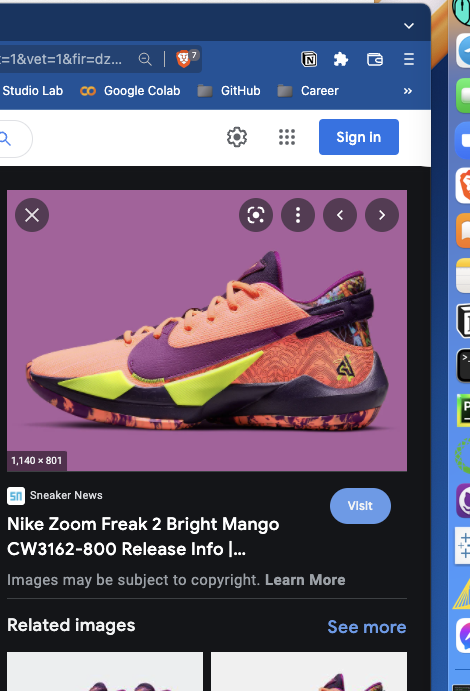 =1&vet=1&fir=dz...
7
Studio Lab
Google Colab
GitHub
Career
»
Sign in
1,140 × 801
Sneaker News
Visit
Nike Zoom Freak 2 Bright Mango
CW3162-800 Release Info |...
Images may be subject to copyright. Learn More
Related images
See more